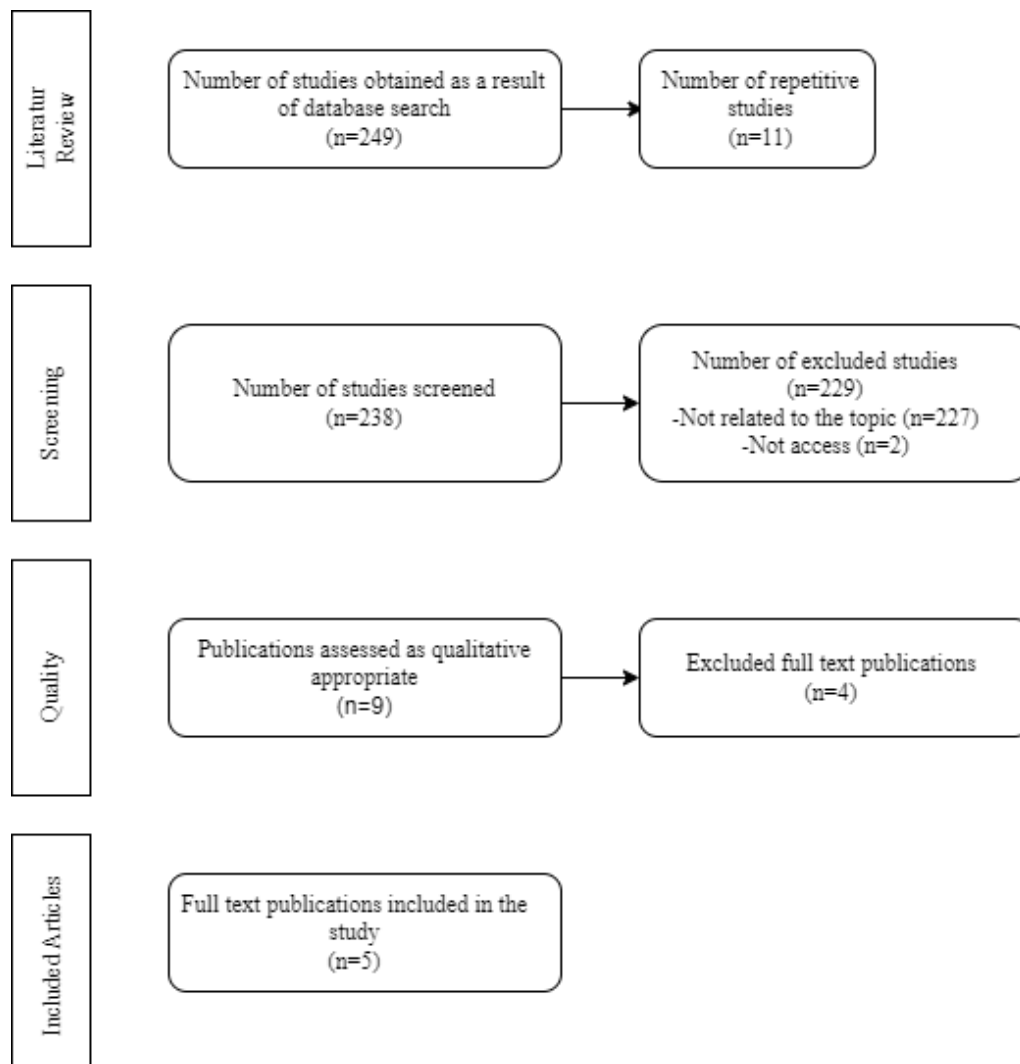 Literatur
Review
Number of studies obtained as a result
of database search
(n=249)
Number of repetitive
studies
(n=11)
Screening
Number of studies screened
(n=238)
Number of excluded studies
(n=229)
-Not related to the topic (n=227)
-Not access (n=2)
Quality
Publications assessed as qualitative
appropriate
(n=9)
Excluded full text publications
(n=4)
Included Articles
Full text publications included in the
study
(n=5)